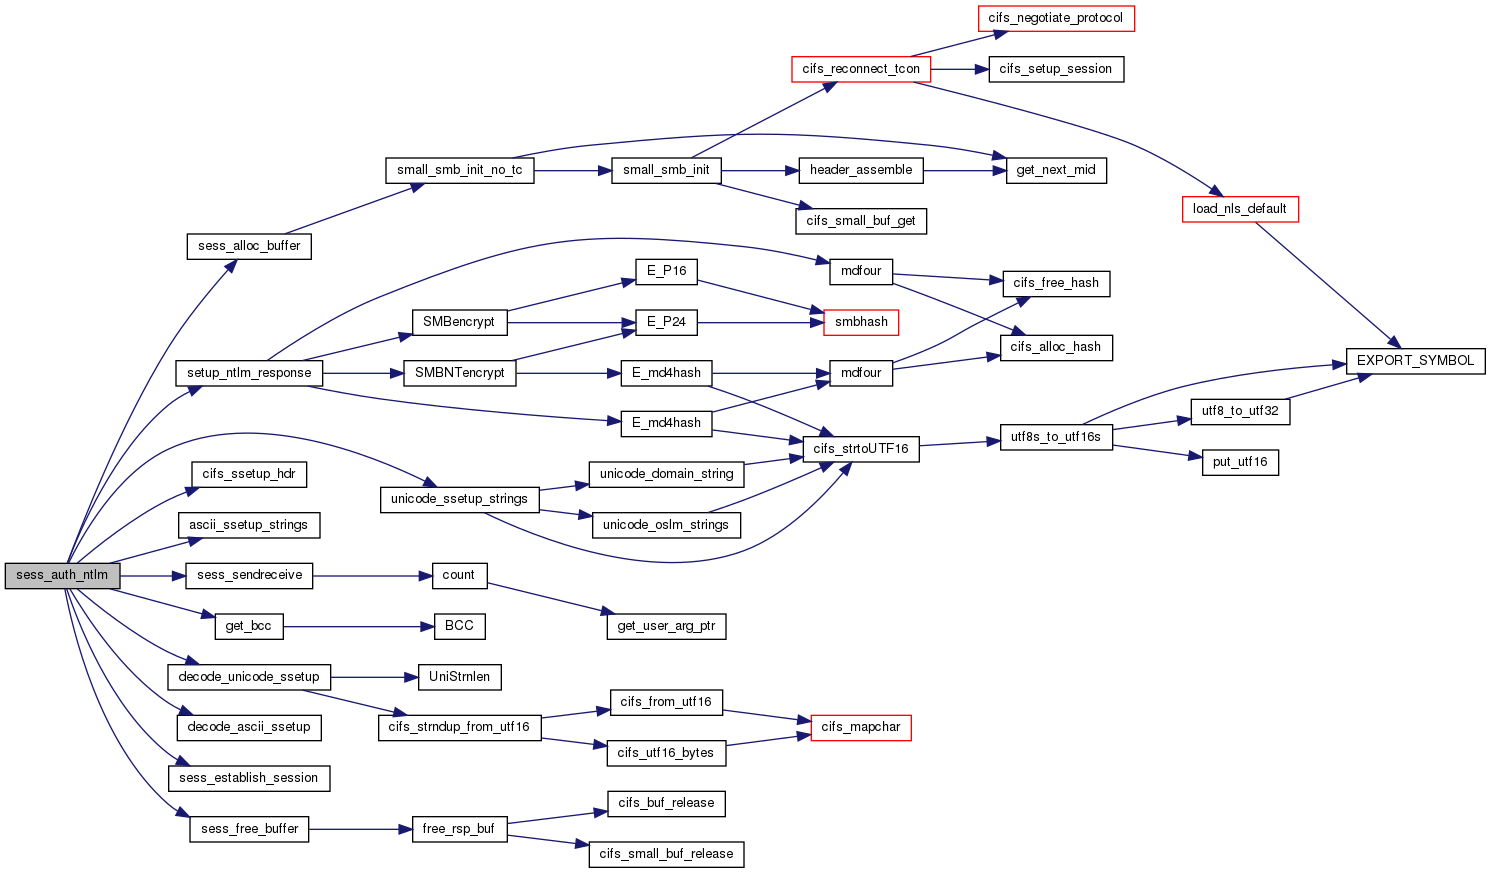 cifs_negotiate_protocol
cifs_reconnect_tcon
cifs_setup_session
small_smb_init_no_tc
small_smb_init
header_assemble
get_next_mid
load_nls_default
cifs_small_buf_get
sess_alloc_buffer
E_P16
mdfour
cifs_free_hash
SMBencrypt
E_P24
smbhash
cifs_alloc_hash
EXPORT_SYMBOL
setup_ntlm_response
SMBNTencrypt
E_md4hash
mdfour
utf8_to_utf32
E_md4hash
utf8s_to_utf16s
cifs_strtoUTF16
put_utf16
cifs_ssetup_hdr
unicode_domain_string
unicode_ssetup_strings
ascii_ssetup_strings
unicode_oslm_strings
sess_auth_ntlm
sess_sendreceive
count
get_bcc
BCC
get_user_arg_ptr
decode_unicode_ssetup
UniStrnlen
cifs_from_utf16
decode_ascii_ssetup
cifs_strndup_from_utf16
cifs_mapchar
cifs_utf16_bytes
sess_establish_session
cifs_buf_release
sess_free_buffer
free_rsp_buf
cifs_small_buf_release